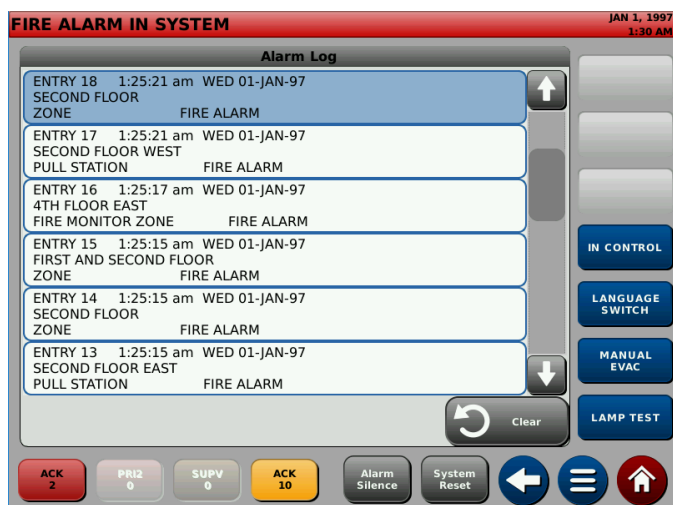 FIRE ALARM IN SYSTEM
JAN 1, 1997
1:30 AM
Alarm Log
ENTRY 18 1:25:21 am WED 01-JAN-97
SECOND FLOOR
ZONE FIRE ALARM
ENTRY 17 1:25:21 am WED 01-JAN-97
SECOND FLOOR WEST
PULL STATION FIRE ALARM
ENTRY 16 1:25:17 am WED 01-JAN-97
4TH FLOOR EAST
FIRE MONITOR ZONE FIRE ALARM
ENTRY 15 1:25:15 am WED 01-JAN-97
FIRST AND SECOND FLOOR
ZONE FIRE ALARM
ENTRY 14 1:25:15 am WED 01-JAN-97
SECOND FLOOR
ZONE FIRE ALARM
ENTRY 13 1:25:15 am WED 01-JAN-97
SECOND FLOOR EAST
PULL STATION FIRE ALARM
Clear
IN CONTROL
LANGUAGE
SWITCH
MANUAL
EVAC
LAMP TEST
ACK
2
PRI2
0
SUPV
0
ACK
10
Alarm
Silence
System
Reset